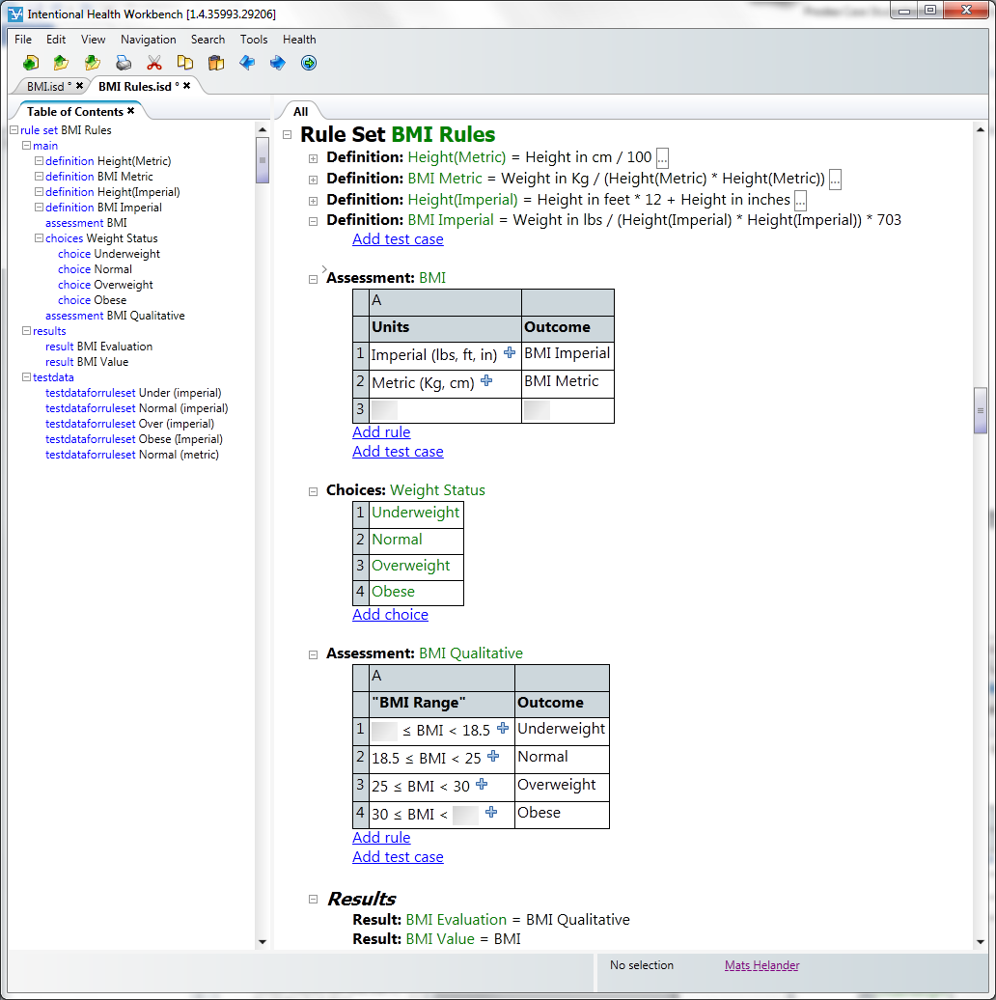 Intentional Health Workbench [1.4.35993.29206]
File Edit View Navigation Search Tools Health
BMI.isd * BMI Rules.isd *
Table of Contents
rule set BMI Rules
main
definition Height(Metric)
definition BMI Metric
definition Height(Imperial)
definition BMI Imperial
assessment BMI
choices Weight Status
choice Underweight
choice Normal
choice Overweight
choice Obese
assessment BMI Qualitative
results
result BMI Evaluation
result BMI Value
testdata
testdataforruleset Under (imperial)
testdataforruleset Normal (imperial)
testdataforruleset Over (imperial)
testdataforruleset Obese (Imperial)
testdataforruleset Normal (metric)
All
Rule Set BMI Rules
Definition: Height(Metric) = Height in cm / 100 ...
Definition: BMI Metric = Weight in Kg / (Height(Metric) * Height(Metric)) ...
Definition: Height(Imperial) = Height in feet * 12 + Height in inches ...
Definition: BMI Imperial = Weight in lbs / (Height(Imperial) * Height(Imperial)) * 703
Add test case
Assessment: BMI
A
Units Outcome
1 Imperial (lbs, ft, in) BMI Imperial
2 Metric (Kg, cm) BMI Metric
3
Add rule
Add test case
Choices: Weight Status
1 Underweight
2 Normal
3 Overweight
4 Obese
Add choice
Assessment: BMI Qualitative
A
"BMI Range" Outcome
1 ≤ BMI < 18.5 Underweight
2 18.5 ≤ BMI < 25 Normal
3 25 ≤ BMI < 30 Overweight
4 30 ≤ BMI < Obese
Add rule
Add test case
Results
Result: BMI Evaluation = BMI Qualitative
Result: BMI Value = BMI
No selection Mats Helander